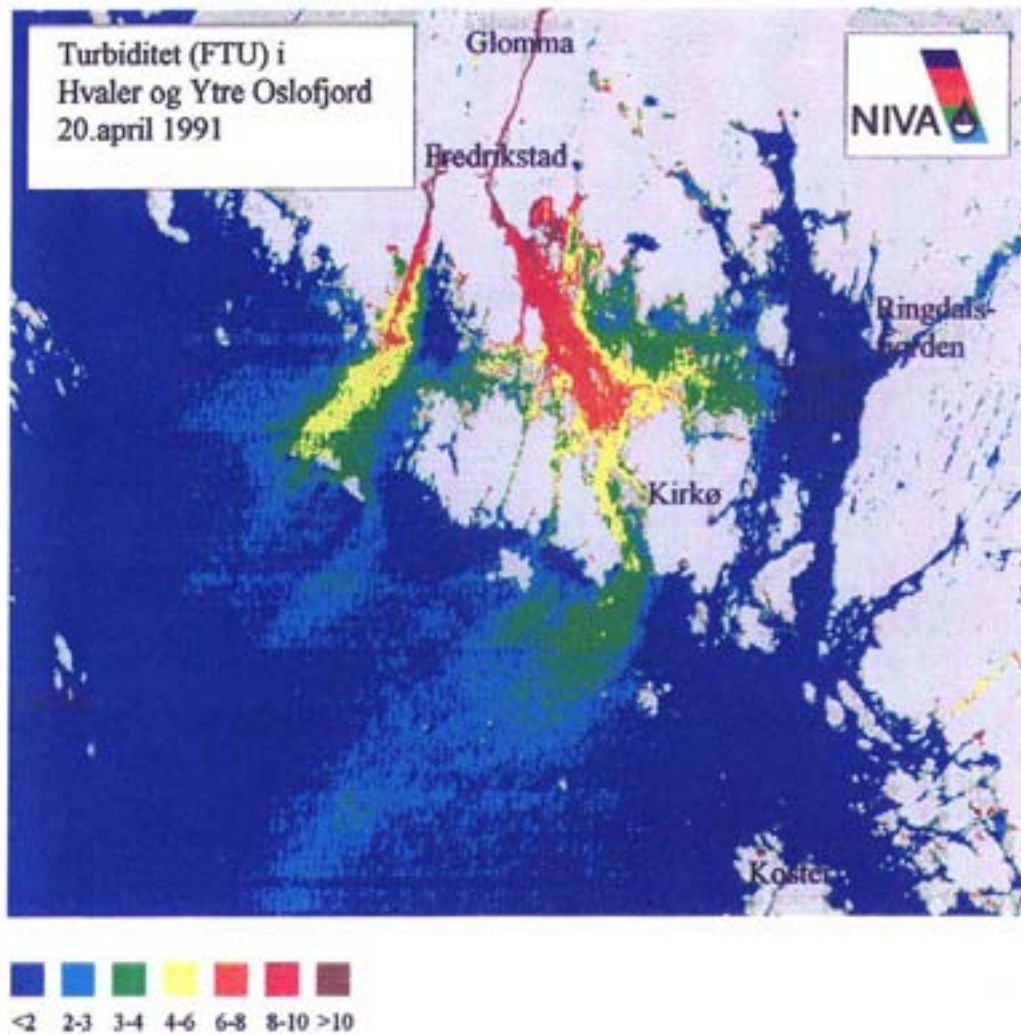 Turbiditet (FTU) i
Hvaler og Ytre Oslofjord
20.april 1991
Glomma
NIVA
Fredrikstad
Ringdals-
Kirkø
Koster
<2 2-3 3-4 4-6 6-8 8-10 >10